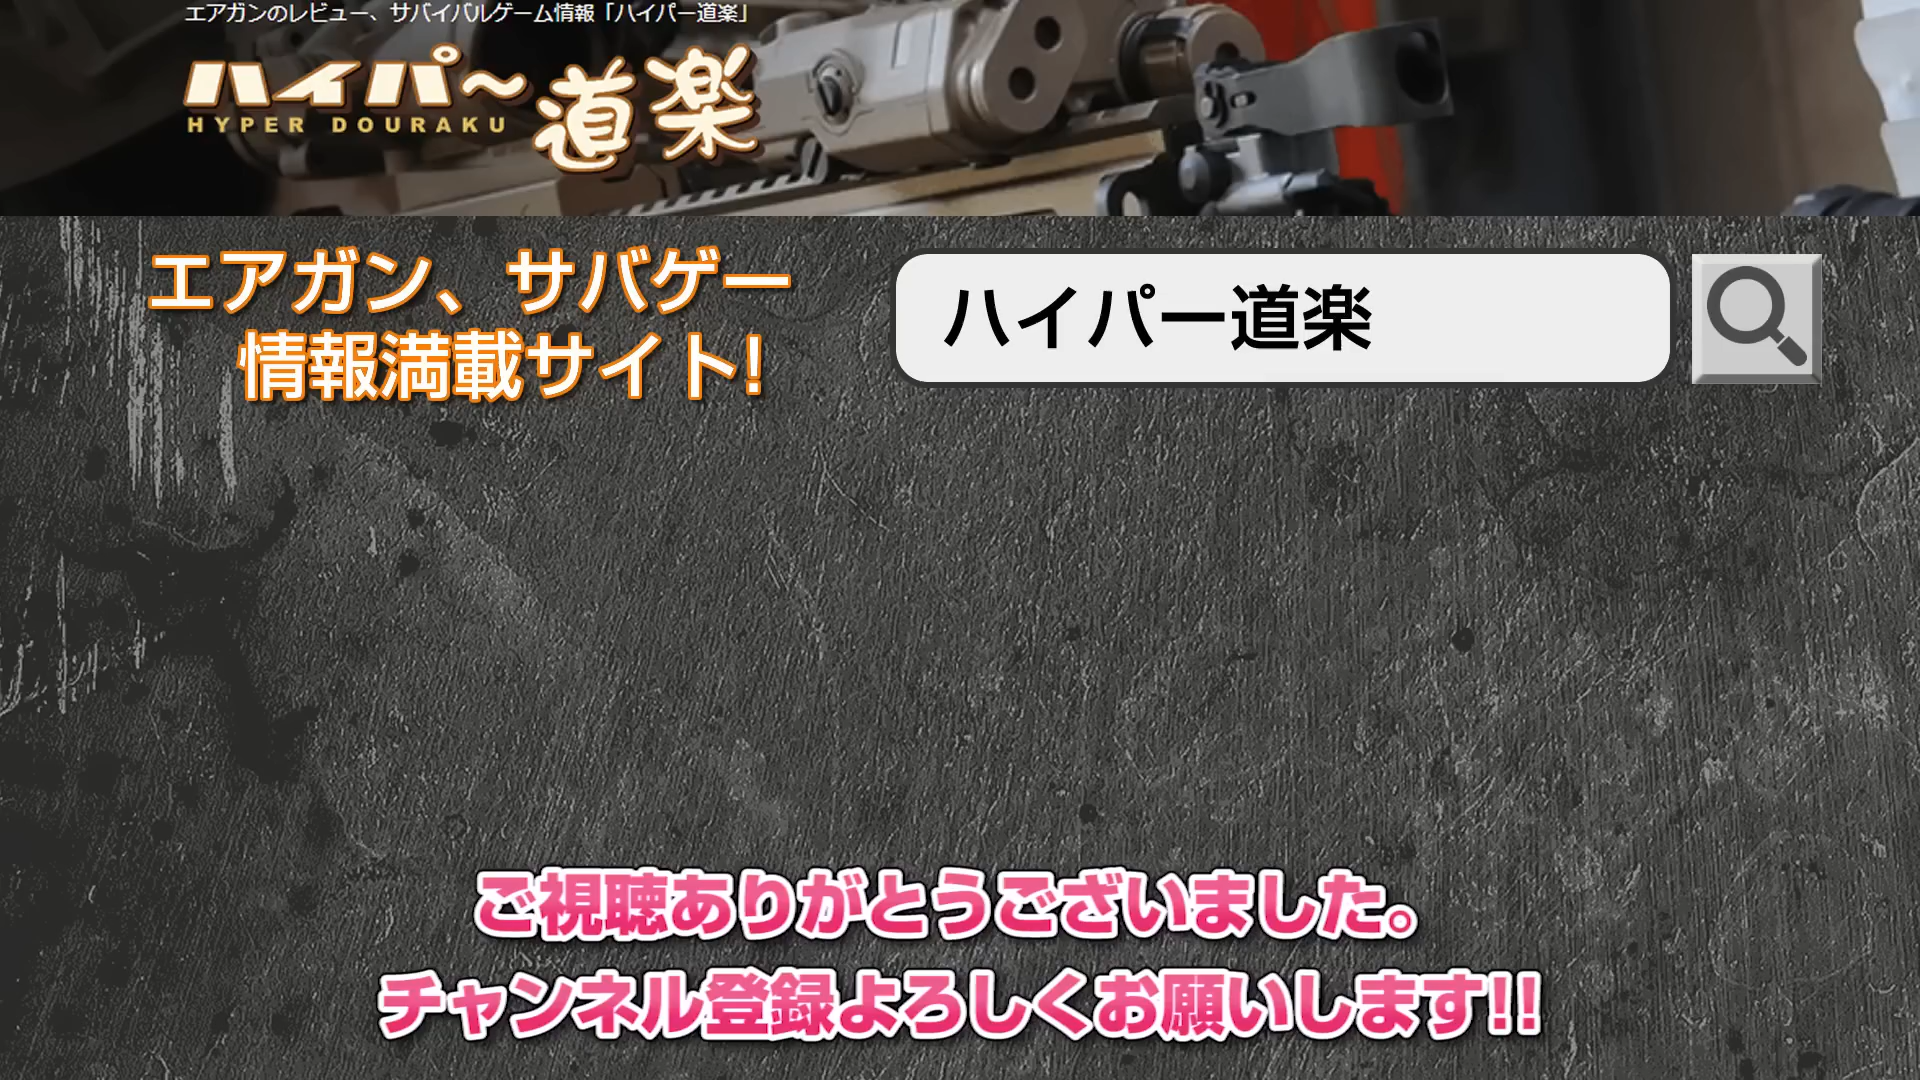 エアガンのレビュー、サバイバルゲーム情報「ハイパー道楽」
ハイパ〜道楽
HYPER DOURAKU
エアガン、サバゲー
情報満載サイト!
ハイパー道楽
ご視聴ありがとうございました。
チャンネル登録よろしくお願いします!!